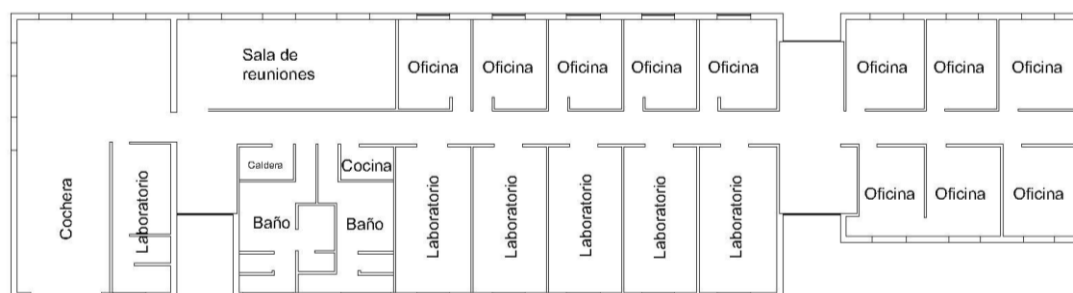 Sala de
reuniones
Oficina
Oficina
Oficina
Oficina
Oficina
Oficina
Oficina
Oficina
Cochera
Laboratorio
Caldera
Cocina
Baño
Baño
Laboratorio
Laboratorio
Laboratorio
Laboratorio
Laboratorio
Oficina
Oficina
Oficina